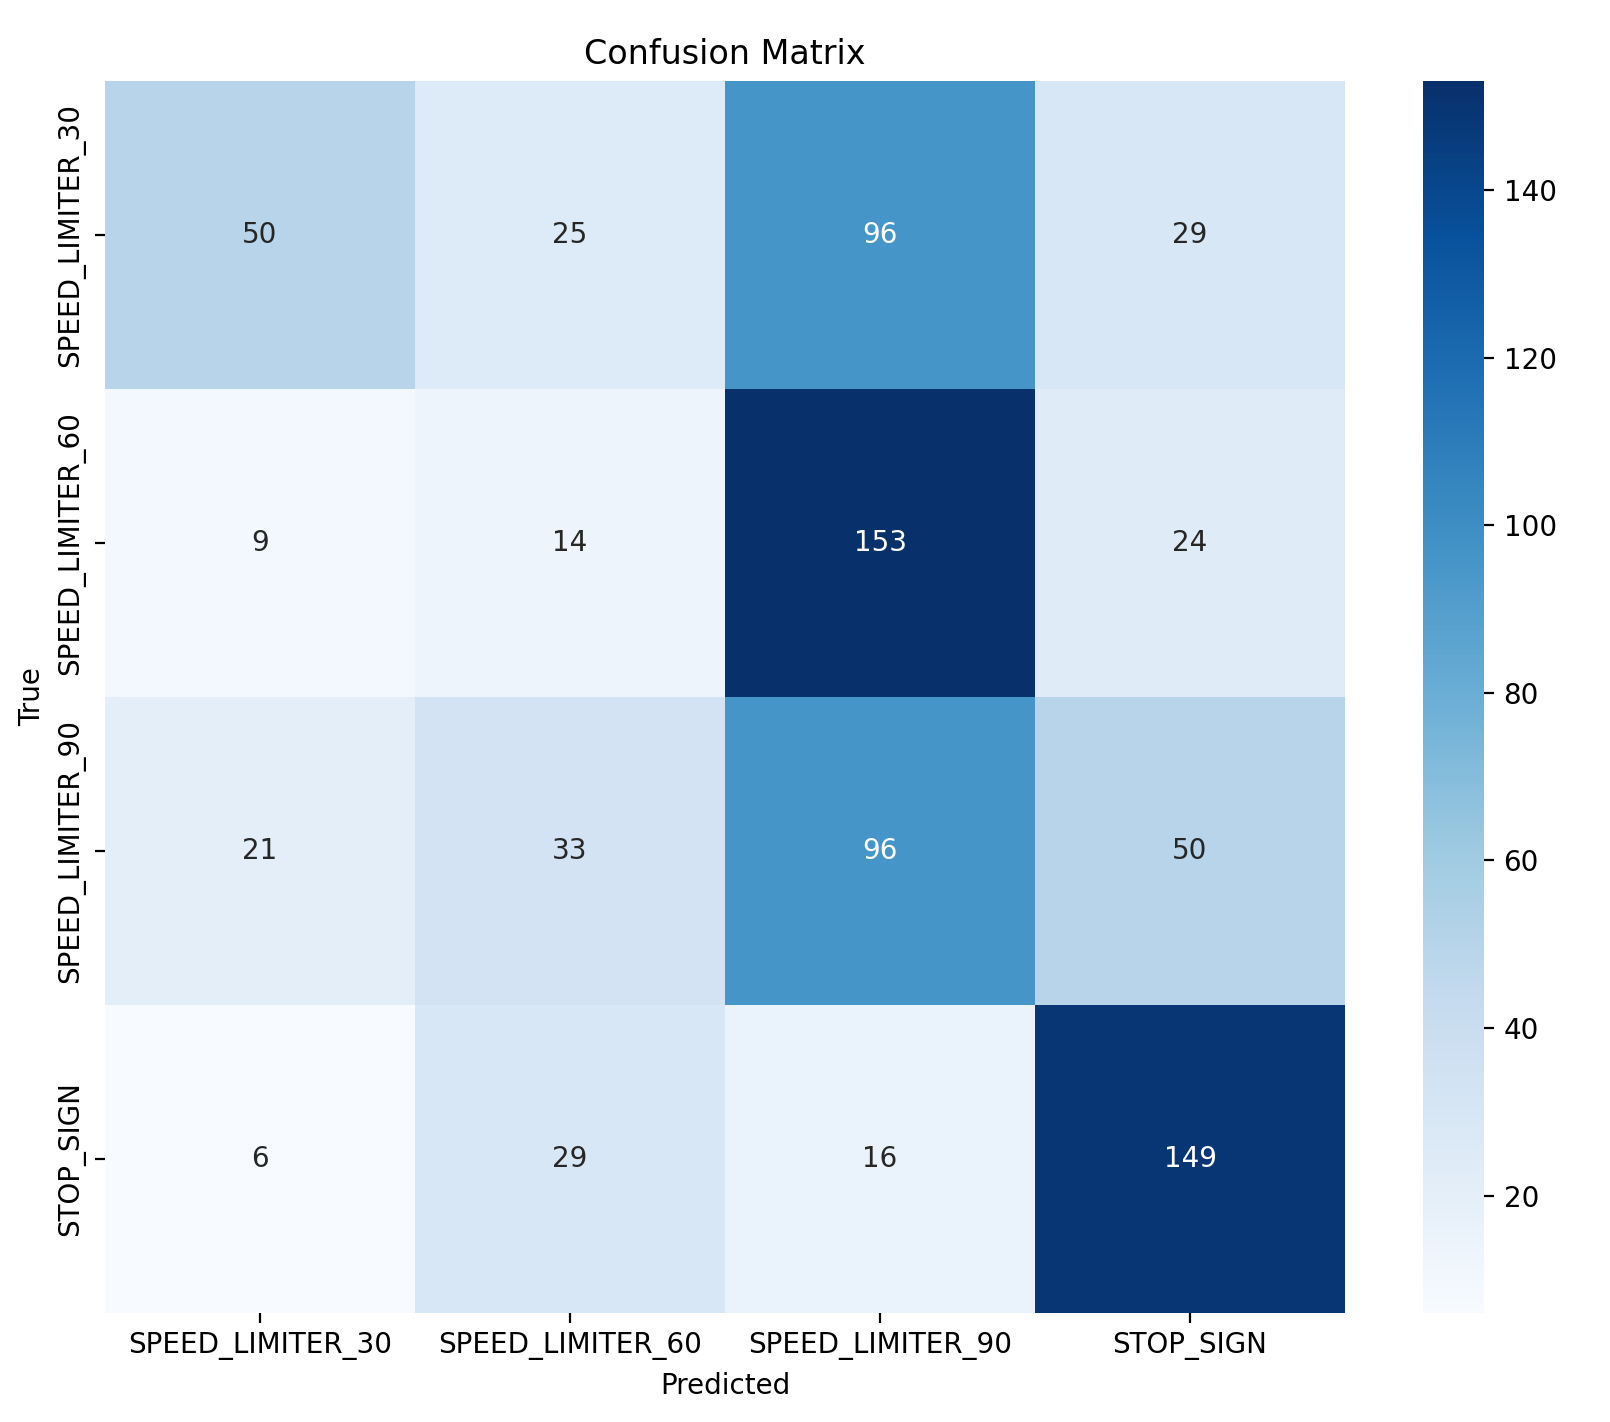 Confusion Matrix
True
SPEED_LIMITER_30
50 25 96 29
SPEED_LIMITER_60
9 14 153 24
SPEED_LIMITER_90
21 33 96 50
STOP_SIGN
6 29 16 149
SPEED_LIMITER_30 SPEED_LIMITER_60 SPEED_LIMITER_90 STOP_SIGN
Predicted
140
120
100
80
60
40
20